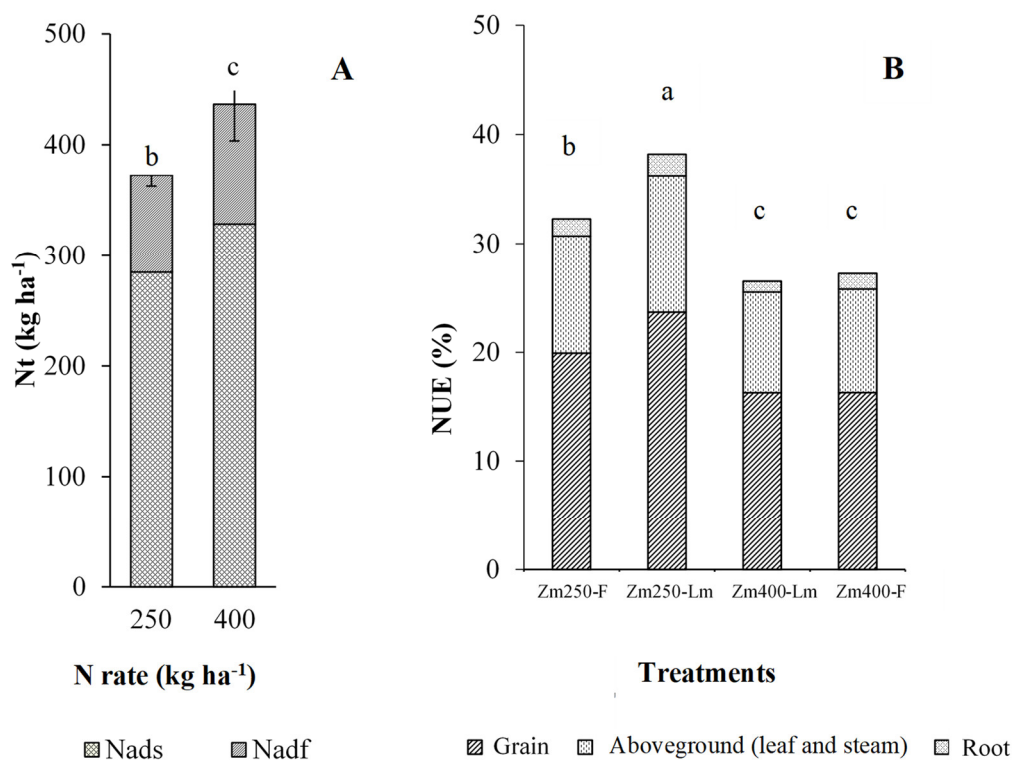 A
500
400
300
200
100
0
Nt (kg ha-1)
b
c
250 400
N rate (kg ha-1)
Nads Nadf
B
50
40
30
20
10
0
NUE (%)
b
a
c
c
Zm250-F Zm250-Lm Zm400-Lm Zm400-F
Treatments
Grain Aboveground (leaf and steam) Root